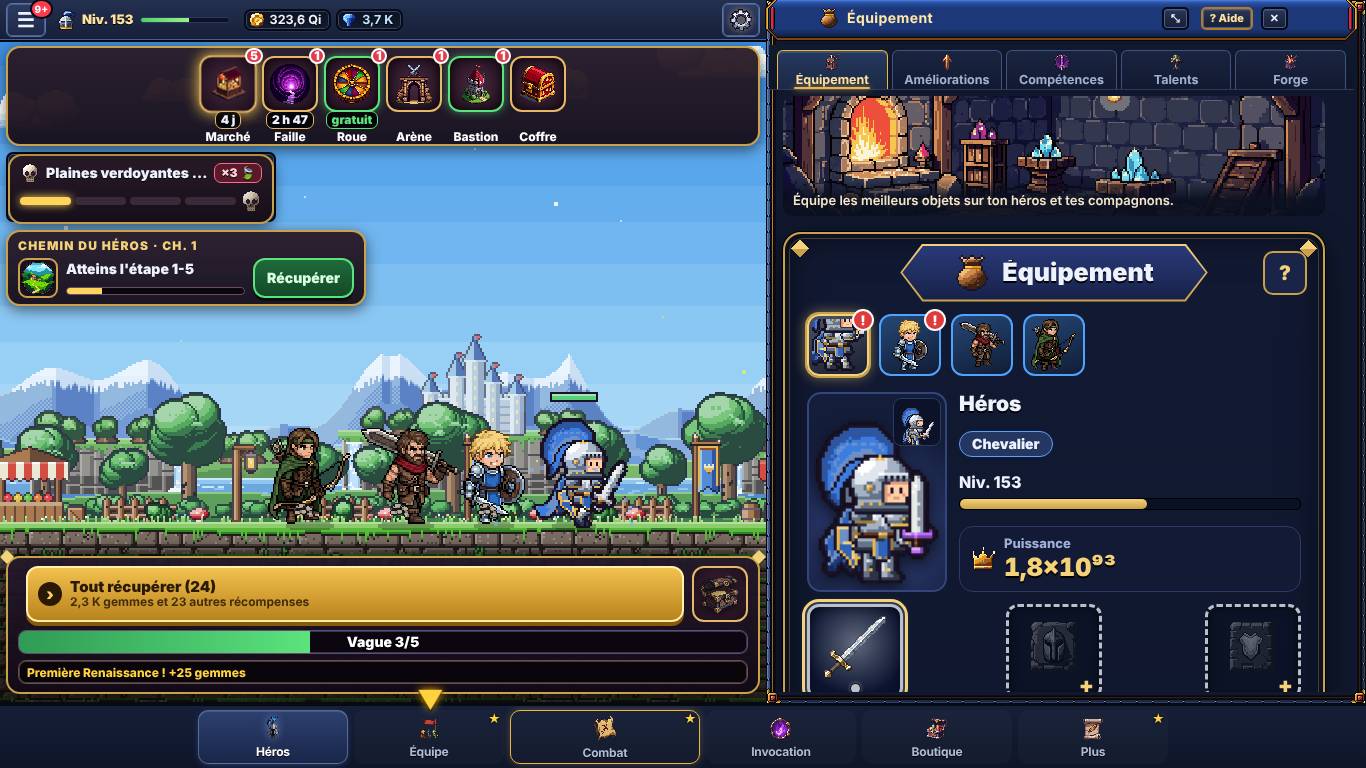 9+
Niv. 153
323,6 Qi
3,7 K
5
1
1
1
1
4 j
2 h 47
gratuit
Marché
Faille
Roue
Arène
Bastion
Coffre
Plaines verdoyantes ...
×3
CHEMIN DU HÉROS · CH. 1
Atteins l'étape 1-5
Récupérer
Tout récupérer (24)
2,3 K gemmes et 23 autres récompenses
Vague 3/5
Première Renaissance ! +25 gemmes
Équipement
? Aide
Équipement
Améliorations
Compétences
Talents
Forge
Équipe les meilleurs objets sur ton héros et tes compagnons.
Équipement
?
!
!
Héros
Chevalier
Niv. 153
Puissance
1,8×10⁹³
Héros
Équipe
Combat
Invocation
Boutique
Plus